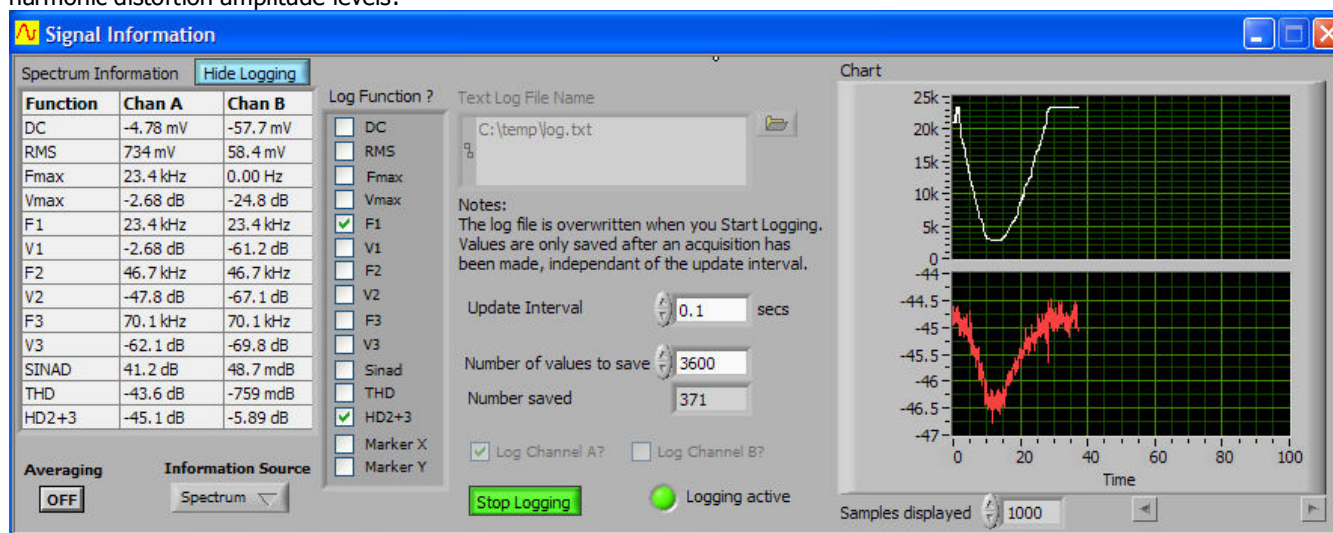 harmonic distortion amplitude levels?
Signal Information
Spectrum Information Hide Logging
Function Chan A Chan B
DC -4.78 mV -57.7 mV
RMS 734 mV 58.4 mV
Fmax 23.4 kHz 0.00 Hz
Vmax -2.68 dB -24.8 dB
F1 23.4 kHz 23.4 kHz
V1 -2.68 dB -61.2 dB
F2 46.7 kHz 46.7 kHz
V2 -47.8 dB -67.1 dB
F3 70.1 kHz 70.1 kHz
V3 -62.1 dB -69.8 dB
SINAD 41.2 dB 48.7 mdB
THD -43.6 dB -759 mdB
HD2+3 -45.1 dB -5.89 dB
Averaging Information Source
OFF Spectrum
Log Function ?
DC
RMS
Fmax
Vmax
F1
V1
F2
V2
F3
V3
Sinad
THD
HD2+3
Marker X
Marker Y
Text Log File Name
C:\temp\log.txt
Notes:
The log file is overwritten when you Start Logging.
Values are only saved after an acquisition has
been made, independant of the update interval.
Update Interval 0.1 secs
Number of values to save 3600
Number saved 371
Log Channel A? Log Channel B?
Stop Logging Logging active
Chart
25k
20k
15k
10k
5k
0
-44
-44.5
-45
-45.5
-46
-46.5
-47
0 20 40 60 80 100
Time
Samples displayed 1000